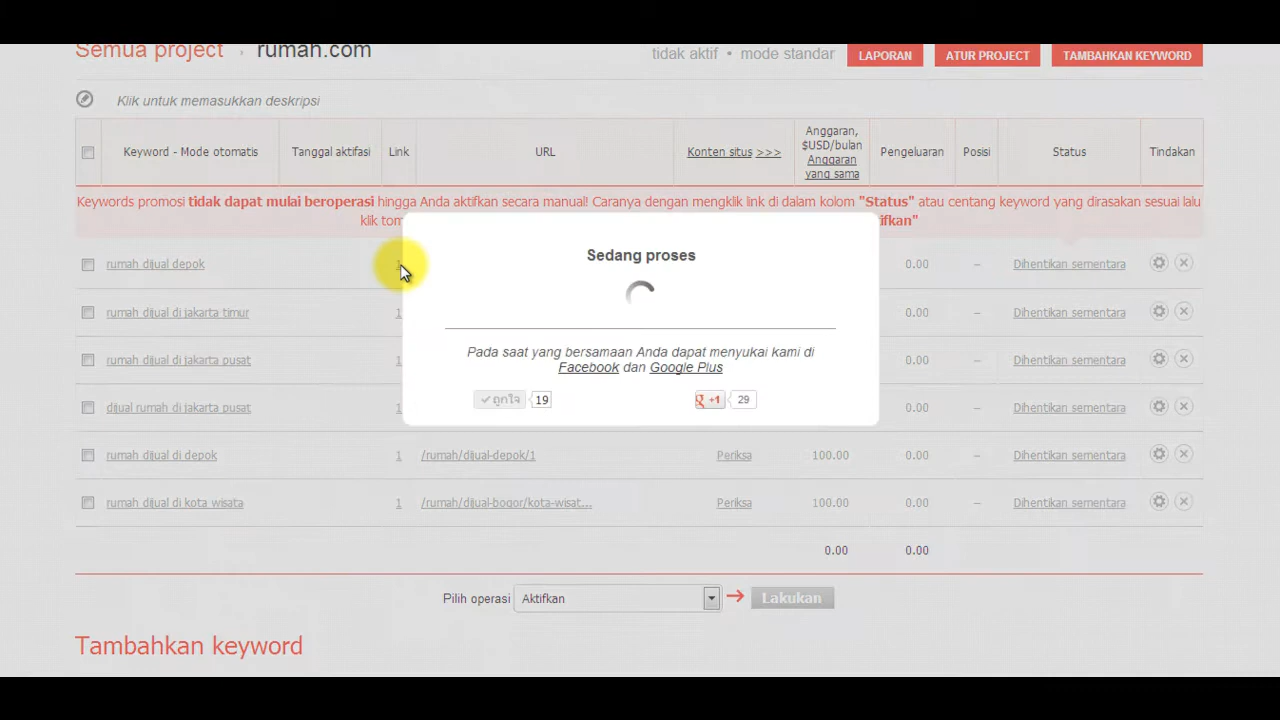 Semua project › rumah.com
tidak aktif • mode standar LAPORAN ATUR PROJECT TAMBAHKAN KEYWORD
Klik untuk memasukkan deskripsi
Keyword - Mode otomatis Tanggal aktifasi Link URL Konten situs >>> Anggaran, $USD/bulan Anggaran yang sama Pengeluaran Posisi Status Tindakan
Keywords promosi tidak dapat mulai beroperasi hingga Anda aktifkan secara manual! Caranya dengan mengklik link di dalam kolom "Status" atau centang keyword yang dirasakan sesuai lalu
klik
Sedang proses
Pada saat yang bersamaan Anda dapat menyukai kami di
Facebook dan Google Plus
ถูกใจ 19 +1 29
rumah dijual depok 0.00 – Dihentikan sementara
rumah dijual di jakarta timur 1 0.00 – Dihentikan sementara
rumah dijual di jakarta pusat 1 0.00 – Dihentikan sementara
dijual rumah di jakarta pusat 1 0.00 – Dihentikan sementara
rumah dijual di depok 1 /rumah/dijual-depok/1 Periksa 100.00 0.00 – Dihentikan sementara
rumah dijual di kota wisata 1 /rumah/dijual-bogor/kota-wisat... Periksa 100.00 0.00 – Dihentikan sementara
0.00 0.00
Pilih operasi Aktifkan → Lakukan
Tambahkan keyword